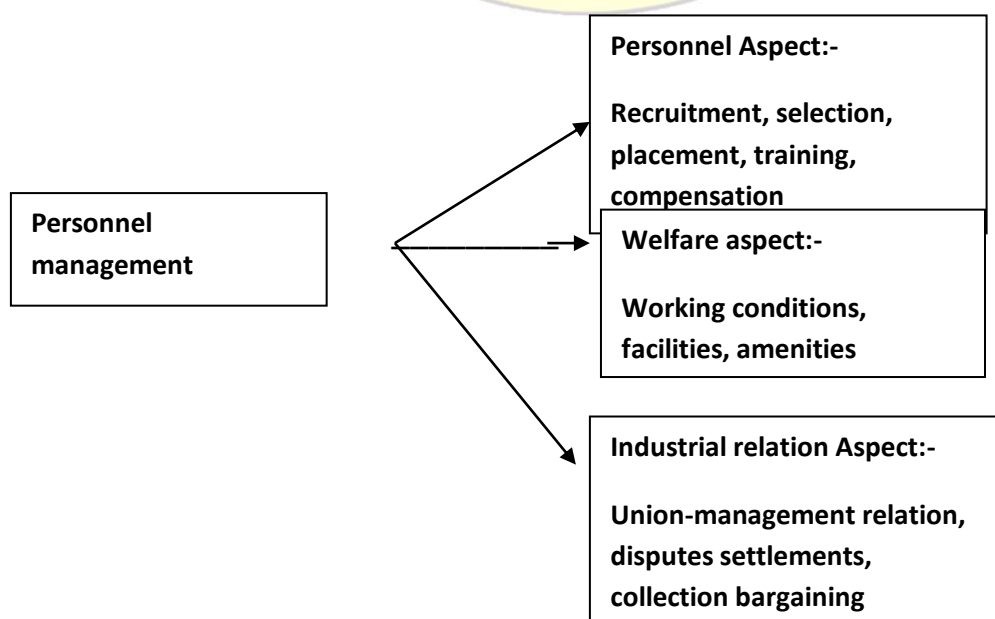 Personnel Aspect:-
Recruitment, selection,
placement, training,
compensation
Personnel
management
Welfare aspect:-
Working conditions,
facilities, amenities
Industrial relation Aspect:-
Union-management relation,
disputes settlements,
collection bargaining